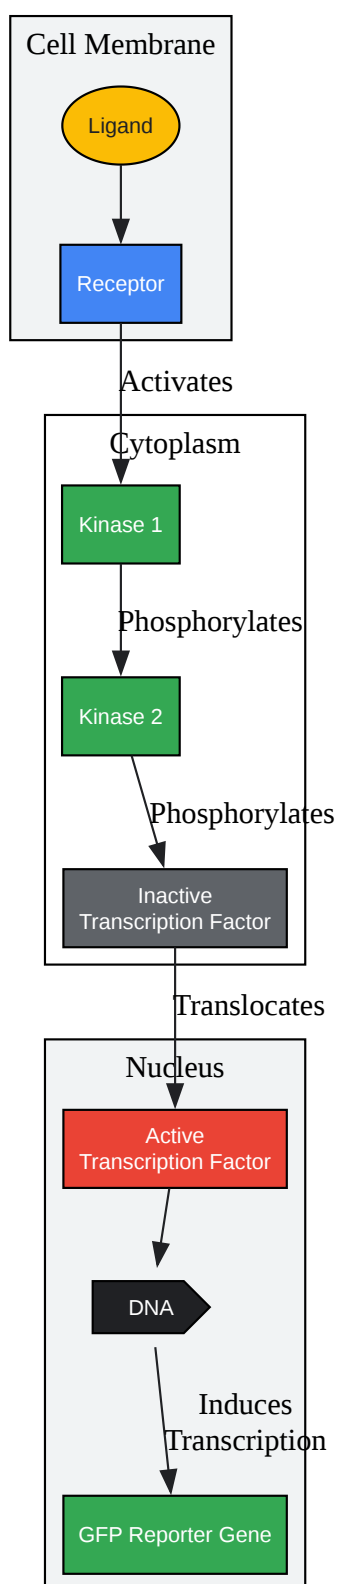 Cell Membrane
Ligand
Receptor
Activates
Cytoplasm
Kinase 1
Phosphorylates
Kinase 2
Phosphorylates
Inactive
Transcription Factor
Translocates
Nucleus
Active
Transcription Factor
DNA
Induces
Transcription
GFP Reporter Gene